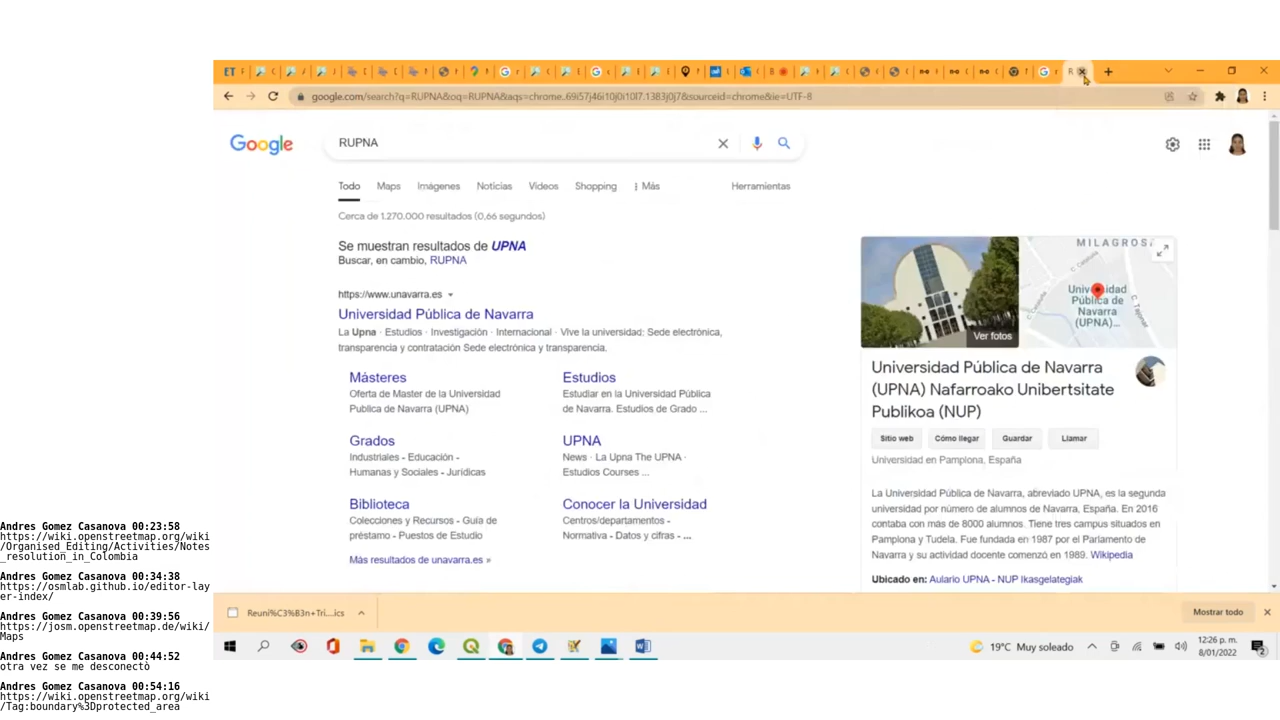 ET
google.com/search?q=RUPNA&oq=RUPNA&aqs=chrome..69i57j46i10j0i10l7.1383j0j7&sourceid=chrome&ie=UTF-8
Google
RUPNA
Todo Maps Imágenes Noticias Videos Shopping Más Herramientas
Cerca de 1.270.000 resultados (0,66 segundos)
Se muestran resultados de UPNA
Buscar, en cambio, RUPNA
https://www.unavarra.es
Universidad Pública de Navarra
La Upna · Estudios · Investigación · Internacional · Vive la universidad; Sede electrónica,
transparencia y contratación Sede electrónica y transparencia.
Másteres
Oferta de Master de la Universidad
Publica de Navarra (UPNA)
Estudios
Estudiar en la Universidad Pública
de Navarra. Estudios de Grado ...
Grados
Industriales - Educación -
Humanas y Sociales - Jurídicas
UPNA
News · La Upna The UPNA ·
Estudios Courses ...
Biblioteca
Colecciones y Recursos - Guía de
préstamo - Puestos de Estudio
Conocer la Universidad
Centros/departamentos -
Normativa - Datos y cifras - ...
Más resultados de unavarra.es »
MILAGROSA
C. Cataluña
C. Cataluña
C. Tajonar
Universidad
Pública de
Navarra
(UPNA)...
Ver fotos
Universidad Pública de Navarra
(UPNA) Nafarroako Unibertsitate
Publikoa (NUP)
Sitio web Cómo llegar Guardar Llamar
Universidad en Pamplona, España
La Universidad Pública de Navarra, abreviado UPNA, es la segunda
universidad por número de alumnos de Navarra, España. En 2016
contaba con más de 8000 alumnos. Tiene tres campus situados en
Pamplona y Tudela. Fue fundada en 1987 por el Parlamento de
Navarra y su actividad docente comenzó en 1989. Wikipedia
Ubicado en: Aulario UPNA - NUP Ikasgelategiak
Reuni%C3%B3n+Tri....ics
Mostrar todo
19°C Muy soleado
12:26 p. m.
8/01/2022
2
Andres Gomez Casanova 00:23:58
https://wiki.openstreetmap.org/wiki
/Organised_Editing/Activities/Notes
_resolution_in_Colombia
Andres Gomez Casanova 00:34:38
https://osmlab.github.io/editor-lay
er-index/
Andres Gomez Casanova 00:39:56
https://josm.openstreetmap.de/wiki/
Maps
Andres Gomez Casanova 00:44:52
otra vez se me desconectò
Andres Gomez Casanova 00:54:16
https://wiki.openstreetmap.org/wiki
/Tag:boundary%3Dprotected_area